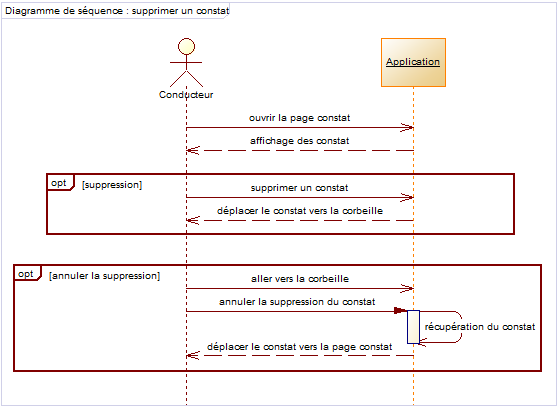 Diagramme de séquence : supprimer un constat
Application
Conducteur
ouvrir la page constat
affichage des constat
opt [suppression]
supprimer un constat
déplacer le constat vers la corbeille
opt [annuler la suppression]
aller vers la corbeille
annuler la suppression du constat
récupération du constat
déplacer le constat vers la page constat